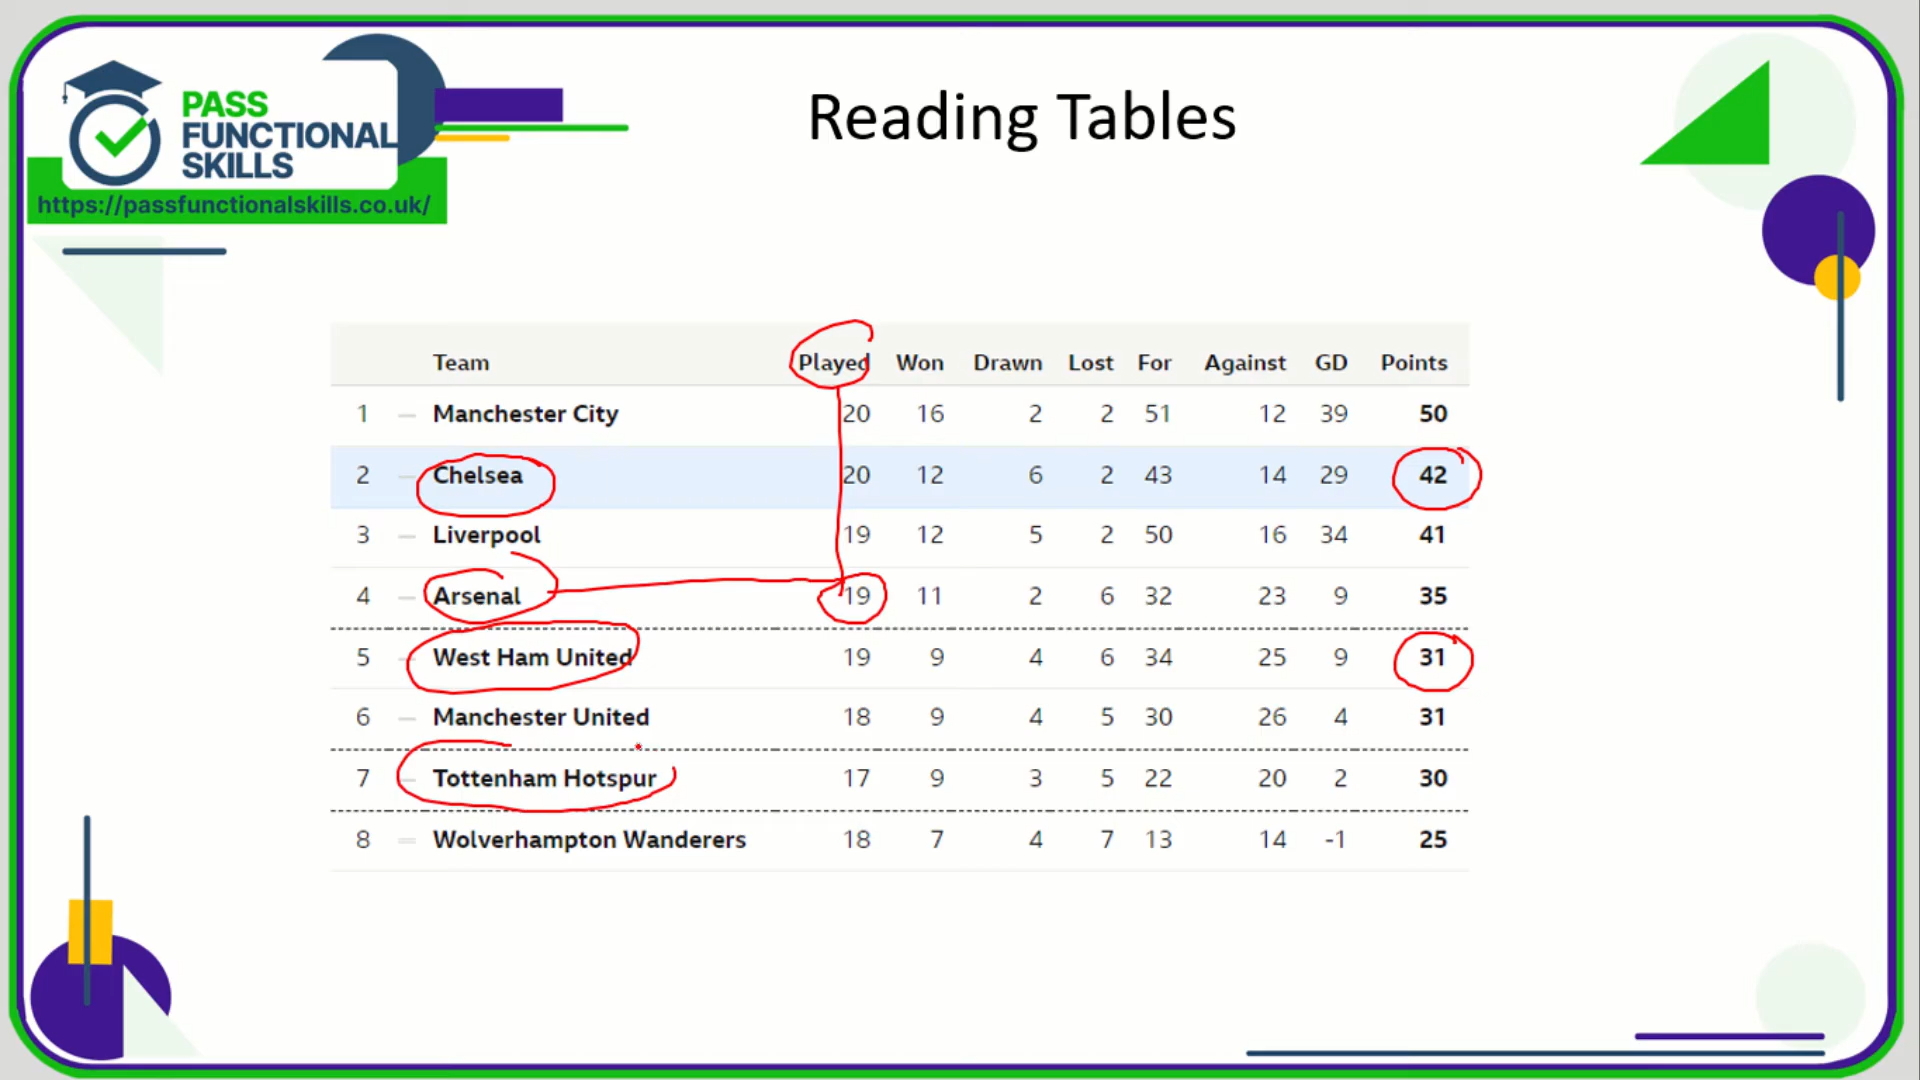 PASS
FUNCTIONAL
SKILLS
https://passfunctionalskills.co.uk/
Reading Tables
Team Played Won Drawn Lost For Against GD Points
1 Manchester City 20 16 2 2 51 12 39 50
2 Chelsea 20 12 6 2 43 14 29 42
3 Liverpool 19 12 5 2 50 16 34 41
4 Arsenal 19 11 2 6 32 23 9 35
5 West Ham United 19 9 4 6 34 25 9 31
6 Manchester United 18 9 4 5 30 26 4 31
7 Tottenham Hotspur 17 9 3 5 22 20 2 30
8 Wolverhampton Wanderers 18 7 4 7 13 14 -1 25